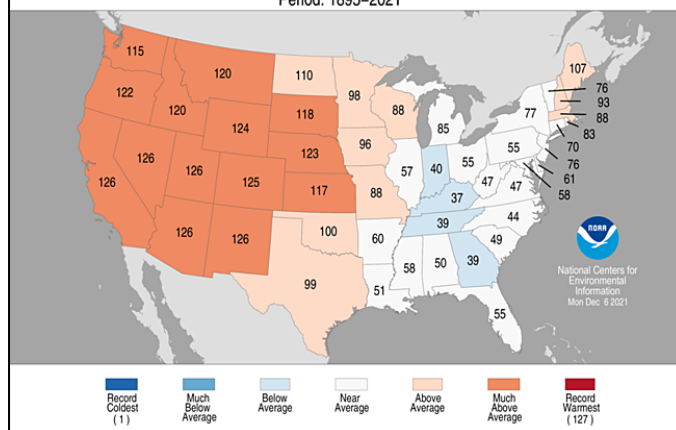 Period: 1895–2021
115
120
110
107
122
120
98
76
93
88
83
124
118
88
85
77
96
70
76
61
58
126
126
126
125
123
117
88
57
40
55
55
37
47
47
126
126
100
60
39
44
49
99
51
58
50
39
55
NOAA
National Centers for
Environmental
Information
Mon Dec 6 2021
Record
Coldest
(1)
Much
Below
Average
Below
Average
Near
Average
Above
Average
Much
Above
Average
Record
Warmest
(127)